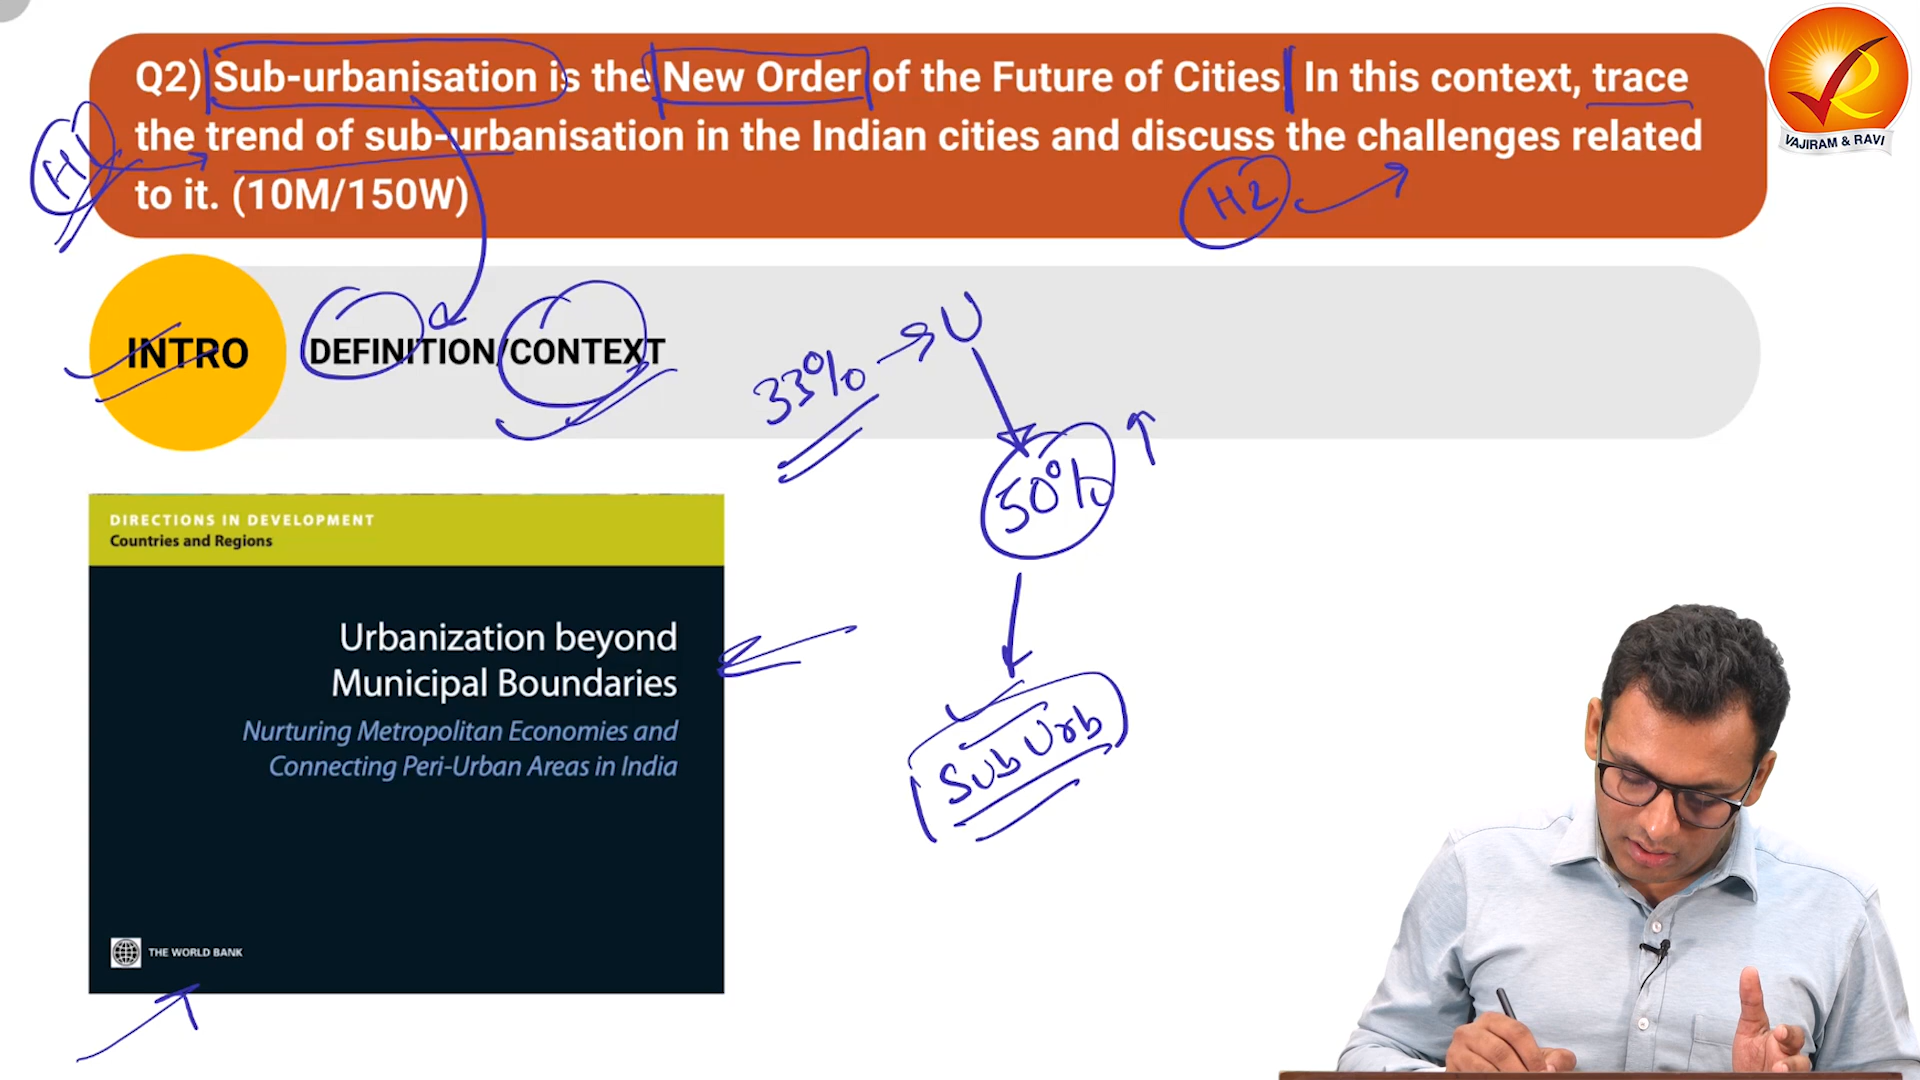 Q2) Sub-urbanisation is the New Order of the Future of Cities. In this context, trace
the trend of sub-urbanisation in the Indian cities and discuss the challenges related
to it. (10M/150W)
VAJIRAM & RAVI
H1
H2
INTRO
DEFINITION/CONTEXT
33%
U
50%
Sub Urb
DIRECTIONS IN DEVELOPMENT
Countries and Regions
Urbanization beyond
Municipal Boundaries
Nurturing Metropolitan Economies and
Connecting Peri-Urban Areas in India
THE WORLD BANK